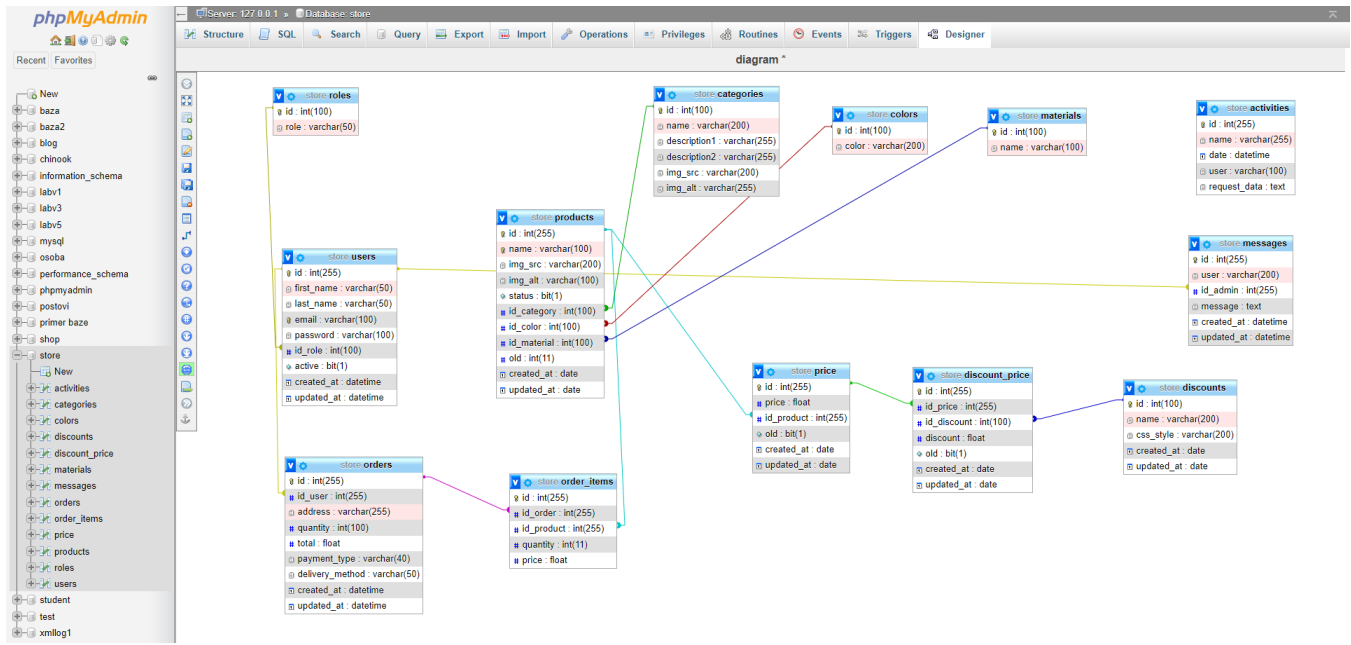 phpMyAdmin
Recent Favorites
New
baza
baza2
blog
chinook
information_schema
labv1
labv3
labv5
mysql
osoba
performance_schema
phpmyadmin
postovi
primer baze
shop
store
New
activities
categories
colors
discounts
discount_price
materials
messages
orders
order_items
price
products
roles
users
student
test
xmllog1
Server: 127.0.0.1 » Database: store
Structure SQL Search Query Export Import Operations Privileges Routines Events Triggers Designer
diagram *
store roles
id : int(100)
role : varchar(50)
store categories
id : int(100)
name : varchar(200)
description1 : varchar(255)
description2 : varchar(255)
img_src : varchar(200)
img_alt : varchar(255)
store colors
id : int(100)
color : varchar(200)
store materials
id : int(100)
name : varchar(100)
store activities
id : int(255)
name : varchar(255)
date : datetime
user : varchar(100)
request_data : text
store users
id : int(255)
first_name : varchar(50)
last_name : varchar(50)
email : varchar(100)
password : varchar(100)
id_role : int(100)
active : bit(1)
created_at : datetime
updated_at : datetime
store products
id : int(255)
name : varchar(100)
img_src : varchar(200)
img_alt : varchar(100)
status : bit(1)
id_category : int(100)
id_color : int(100)
id_material : int(100)
old : int(11)
created_at : date
updated_at : date
store messages
id : int(255)
user : varchar(200)
id_admin : int(255)
message : text
created_at : datetime
updated_at : datetime
store price
id : int(255)
price : float
id_product : int(255)
old : bit(1)
created_at : date
updated_at : date
store discount_price
id : int(255)
id_price : int(255)
id_discount : int(100)
discount : float
old : bit(1)
created_at : date
updated_at : date
store discounts
id : int(100)
name : varchar(200)
css_style : varchar(200)
created_at : date
updated_at : date
store orders
id : int(255)
id_user : int(255)
address : varchar(255)
quantity : int(100)
total : float
payment_type : varchar(40)
delivery_method : varchar(50)
created_at : datetime
updated_at : datetime
store order_items
id : int(255)
id_order : int(255)
id_product : int(255)
quantity : int(11)
price : float